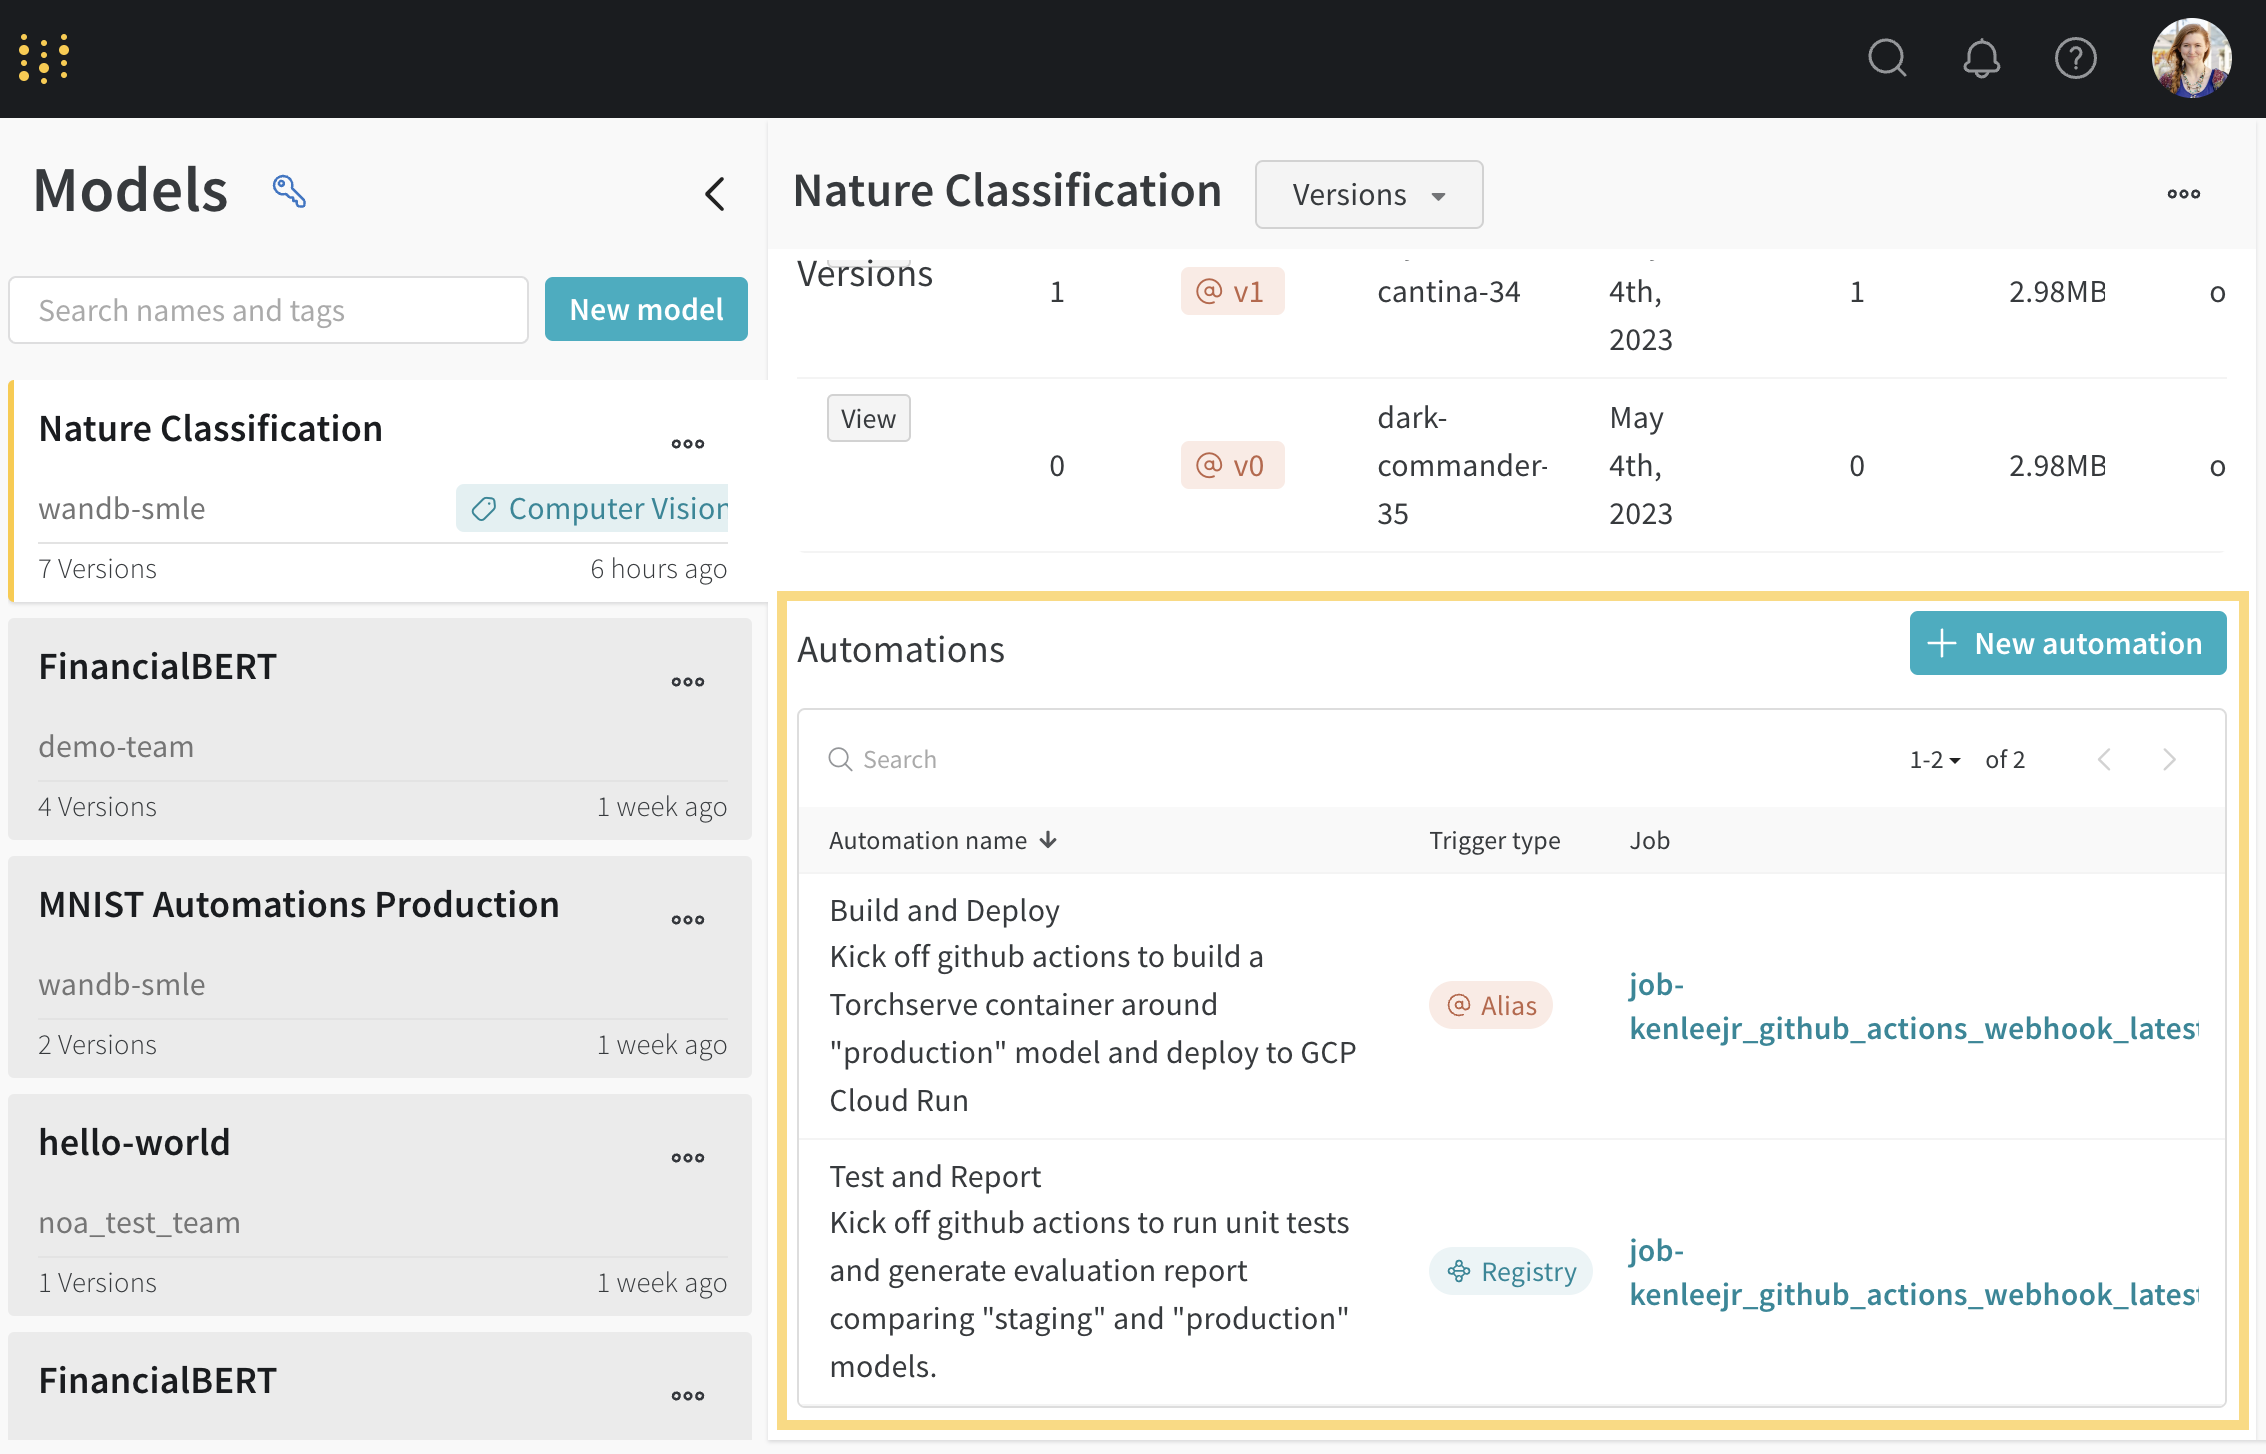 Models
Search names and tags
New model
Nature Classification
wandb-smle
Computer Vision
7 Versions
6 hours ago
FinancialBERT
demo-team
4 Versions
1 week ago
MNIST Automations Production
wandb-smle
2 Versions
1 week ago
hello-world
noa_test_team
1 Versions
1 week ago
FinancialBERT
Nature Classification
Versions
Versions
1
@ v1
cantina-34
4th,
2023
1
2.98MB
View
0
@ v0
dark-
commander-
35
May
4th,
2023
0
2.98MB
Automations
+ New automation
Search
1-2
of 2
Automation name
Trigger type
Job
Build and Deploy
Kick off github actions to build a
Torchserve container around
"production" model and deploy to GCP
Cloud Run
@ Alias
job-
kenleejr_github_actions_webhook_latest
Test and Report
Kick off github actions to run unit tests
and generate evaluation report
comparing "staging" and "production"
models.
Registry
job-
kenleejr_github_actions_webhook_latest